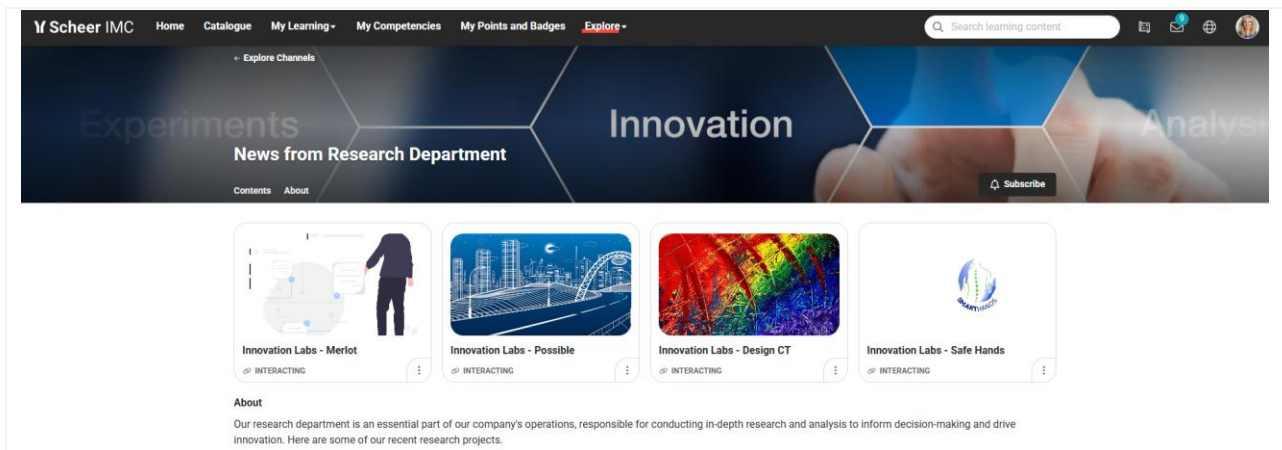 Scheer IMC Home Catalogue My Learning My Competencies My Points and Badges Explore Search learning content 9
← Explore Channels
Experiments Innovation Analys
News from Research Department
Contents About Subscribe
SMARTHANDS
Innovation Labs - Merlot Innovation Labs - Possible Innovation Labs - Design CT Innovation Labs - Safe Hands
INTERACTING INTERACTING INTERACTING INTERACTING
About
Our research department is an essential part of our company's operations, responsible for conducting in-depth research and analysis to inform decision-making and drive
innovation. Here are some of our recent research projects.